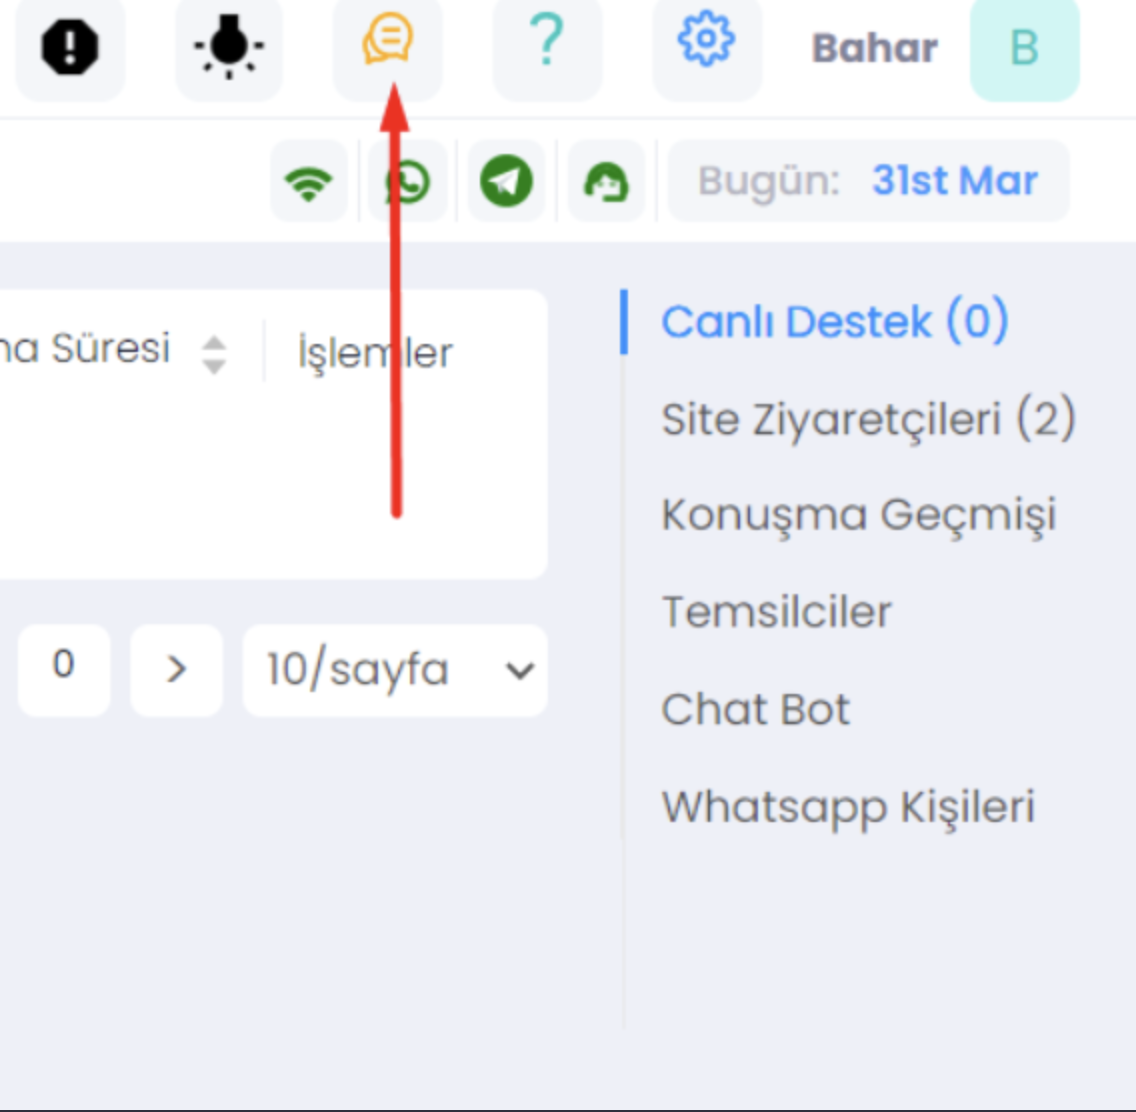 ?
Bahar
B
Bugün: 31st Mar
na Süresi
İşlemler
0
>
10/sayfa
Canlı Destek (0)
Site Ziyaretçileri (2)
Konuşma Geçmişi
Temsilciler
Chat Bot
Whatsapp Kişileri